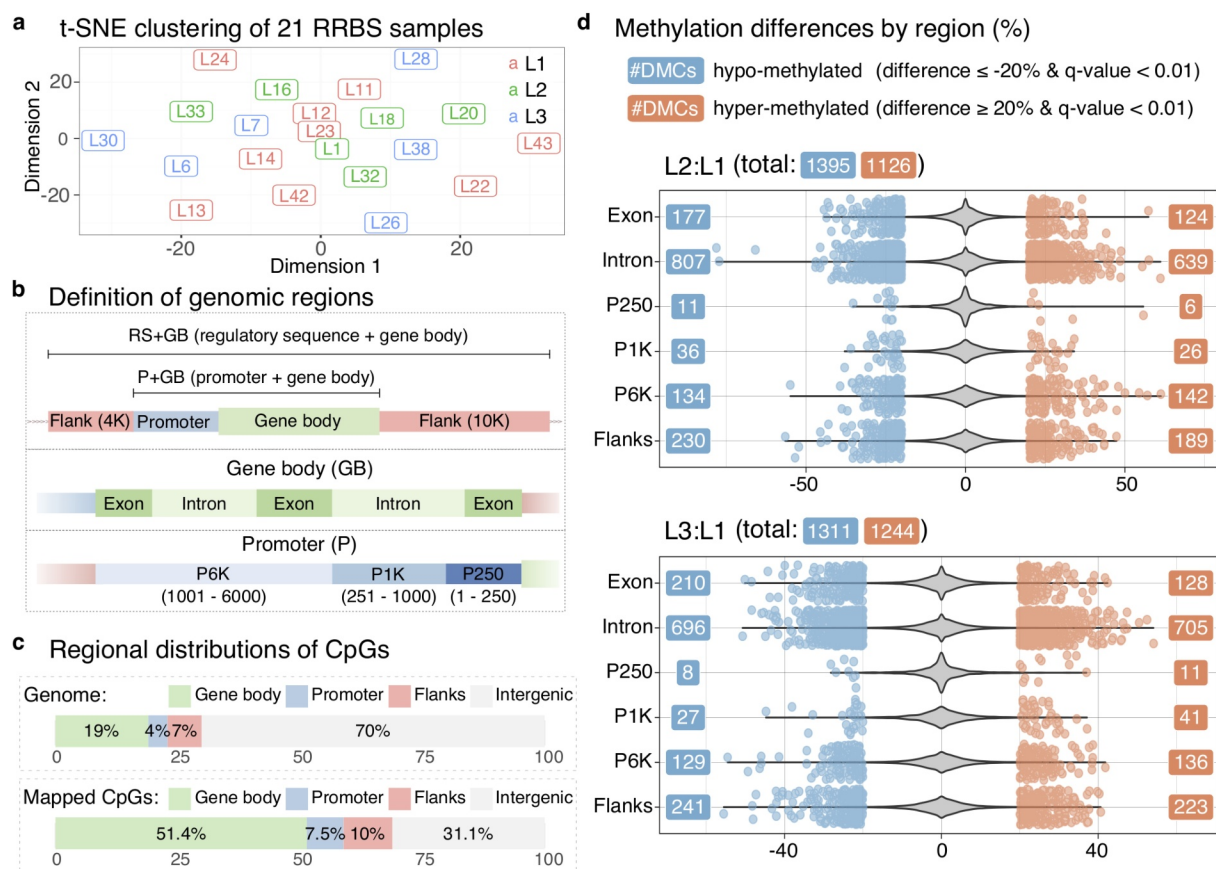 a t-SNE clustering of 21 RRBS samples
Dimension 2
20
0
-20
L24
L28
a L1
L16
L11
a L2
L33
L12
L18
L20
a L3
L7
L23
L30
L1
L38
L43
L6
L14
L32
L42
L22
L13
L26
-20 0 20
Dimension 1
b Definition of genomic regions
RS+GB (regulatory sequence + gene body)
P+GB (promoter + gene body)
Flank (4K) Promoter Gene body Flank (10K)
Gene body (GB)
Exon Intron Exon Intron Exon
Promoter (P)
P6K P1K P250
(1001 - 6000) (251 - 1000) (1 - 250)
c Regional distributions of CpGs
Genome: Gene body Promoter Flanks Intergenic
19% 4% 7% 70%
0 25 50 75 100
Mapped CpGs: Gene body Promoter Flanks Intergenic
51.4% 7.5% 10% 31.1%
0 25 50 75 100
d Methylation differences by region (%)
#DMCs hypo-methylated (difference ≤ -20% & q-value < 0.01)
#DMCs hyper-methylated (difference ≥ 20% & q-value < 0.01)
L2:L1 (total: 1395 1126)
Exon 177 124
Intron 807 639
P250 11 6
P1K 36 26
P6K 134 142
Flanks 230 189
-50 0 50
L3:L1 (total: 1311 1244)
Exon 210 128
Intron 696 705
P250 8 11
P1K 27 41
P6K 129 136
Flanks 241 223
-40 0 40